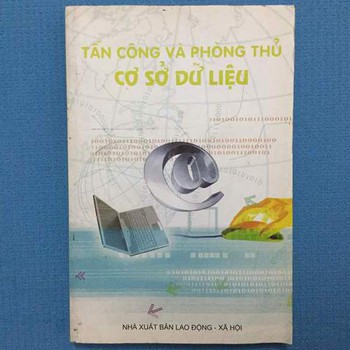 TẤN CÔNG VÀ PHÒNG THỦ
CƠ SỞ DỮ LIỆU
NHÀ XUẤT BẢN LAO ĐỘNG - XÃ HỘI